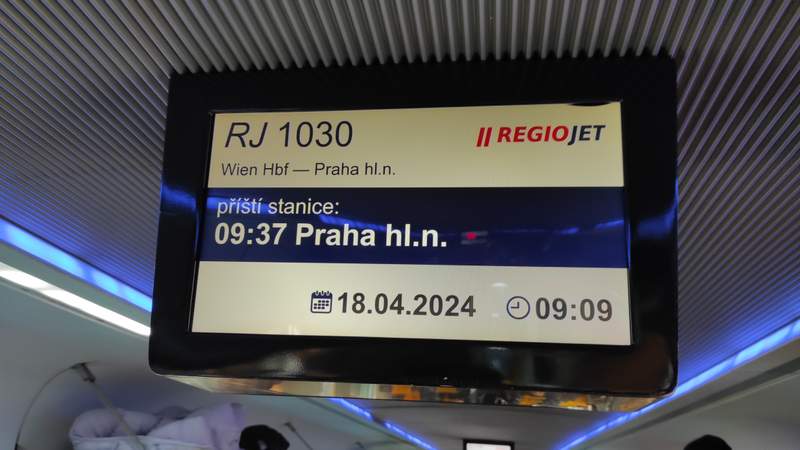 RJ 1030
REGIOJET
Wien Hbf — Praha hl.n.
příští stanice:
09:37 Praha hl.n.
18.04.2024 09:09